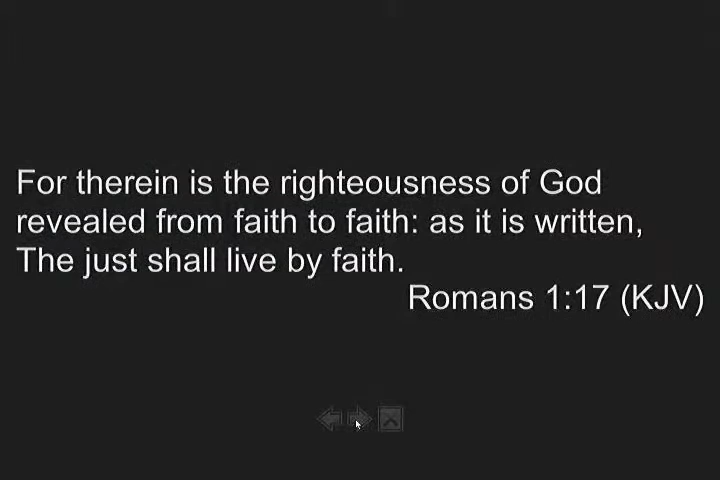 For therein is the righteousness of God
revealed from faith to faith: as it is written,
The just shall live by faith.
Romans 1:17 (KJV)